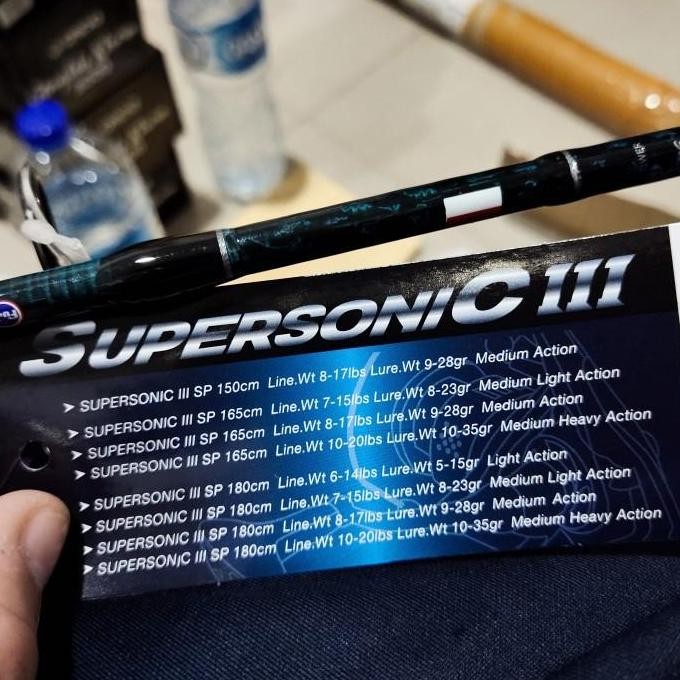 SUPERSONIC III
➤ SUPERSONIC III SP 150cm Line.Wt 8-17lbs Lure.Wt 9-28gr Medium Action
➤ SUPERSONIC III SP 165cm Line.Wt 7-15lbs Lure.Wt 8-23gr Medium Light Action
➤ SUPERSONIC III SP 165cm Line.Wt 8-17lbs Lure.Wt 9-28gr Medium Action
➤ SUPERSONIC III SP 165cm Line.Wt 10-20lbs Lure.Wt 10-35gr Medium Heavy Action
➤ SUPERSONIC III SP 180cm Line.Wt 6-14lbs Lure.Wt 5-15gr Light Action
➤ SUPERSONIC III SP 180cm Line.Wt 7-15lbs Lure.Wt 8-23gr Medium Light Action
➤ SUPERSONIC III SP 180cm Line.Wt 8-17lbs Lure.Wt 9-28gr Medium Action
➤ SUPERSONIC III SP 180cm Line.Wt 10-20lbs Lure.Wt 10-35gr Medium Heavy Action